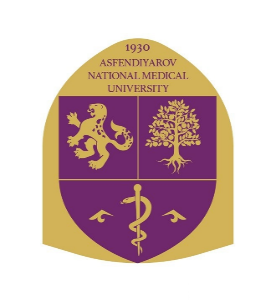 1930
ASFENDIYAROV
NATIONAL MEDICAL
UNIVERSITY